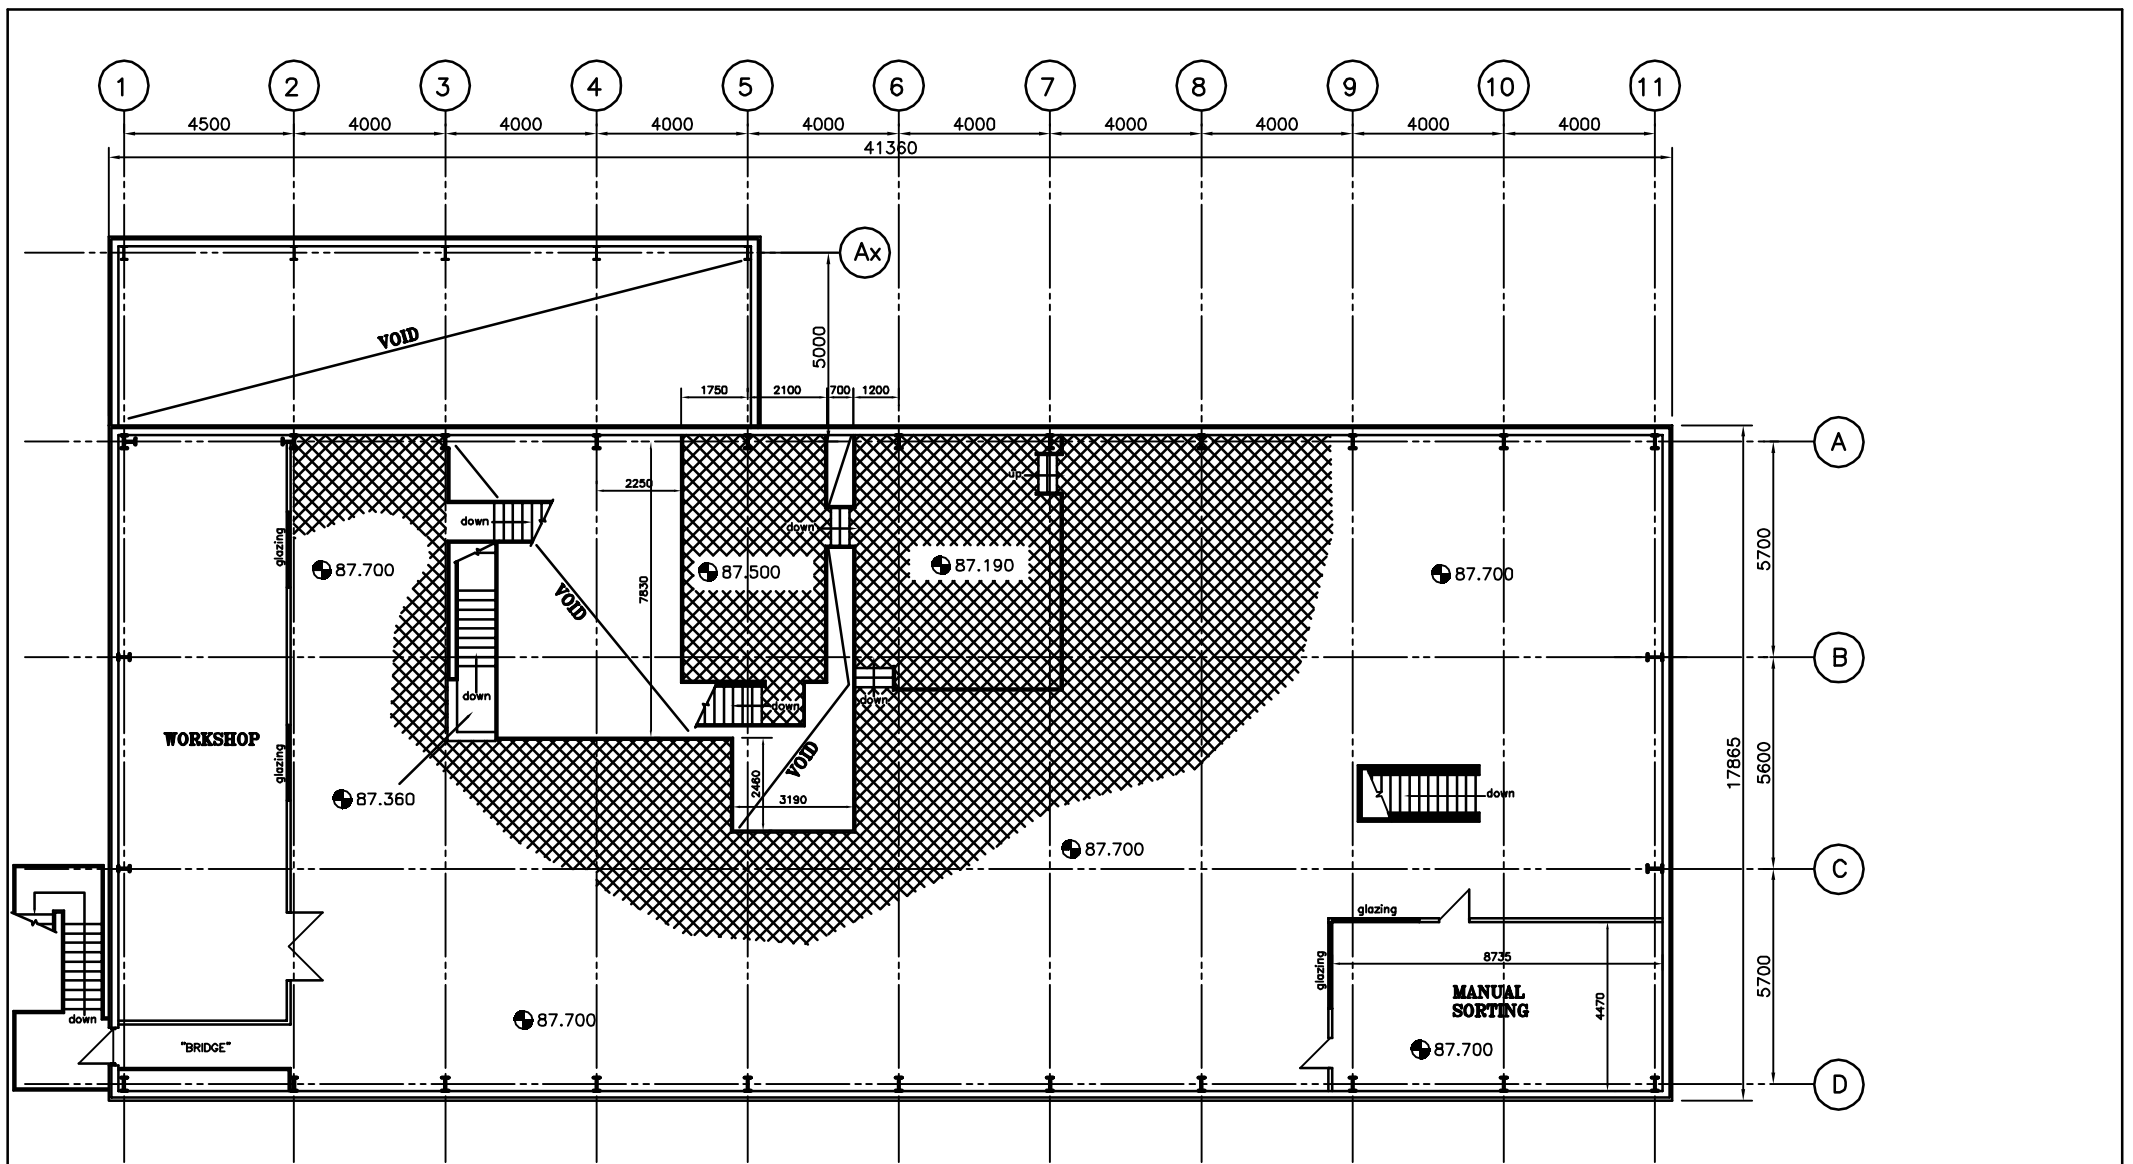 1 2 3 4 5 6 7 8 9 10 11
4500 4000 4000 4000 4000 4000 4000 4000 4000 4000
41360
Ax
VOID
5000
1750 2100 700 1200
A
up
2250
down
down
glazing
5700
87.700
87.500
87.190
87.700
7830
VOID
B
down
down
down
WORKSHOP
glazing
VOID
17865
5600
87.360
2460
3190
down
87.700
C
glazing
8735
glazing
5700
MANUAL
SORTING
4470
down
87.700
"BRIDGE"
87.700
D